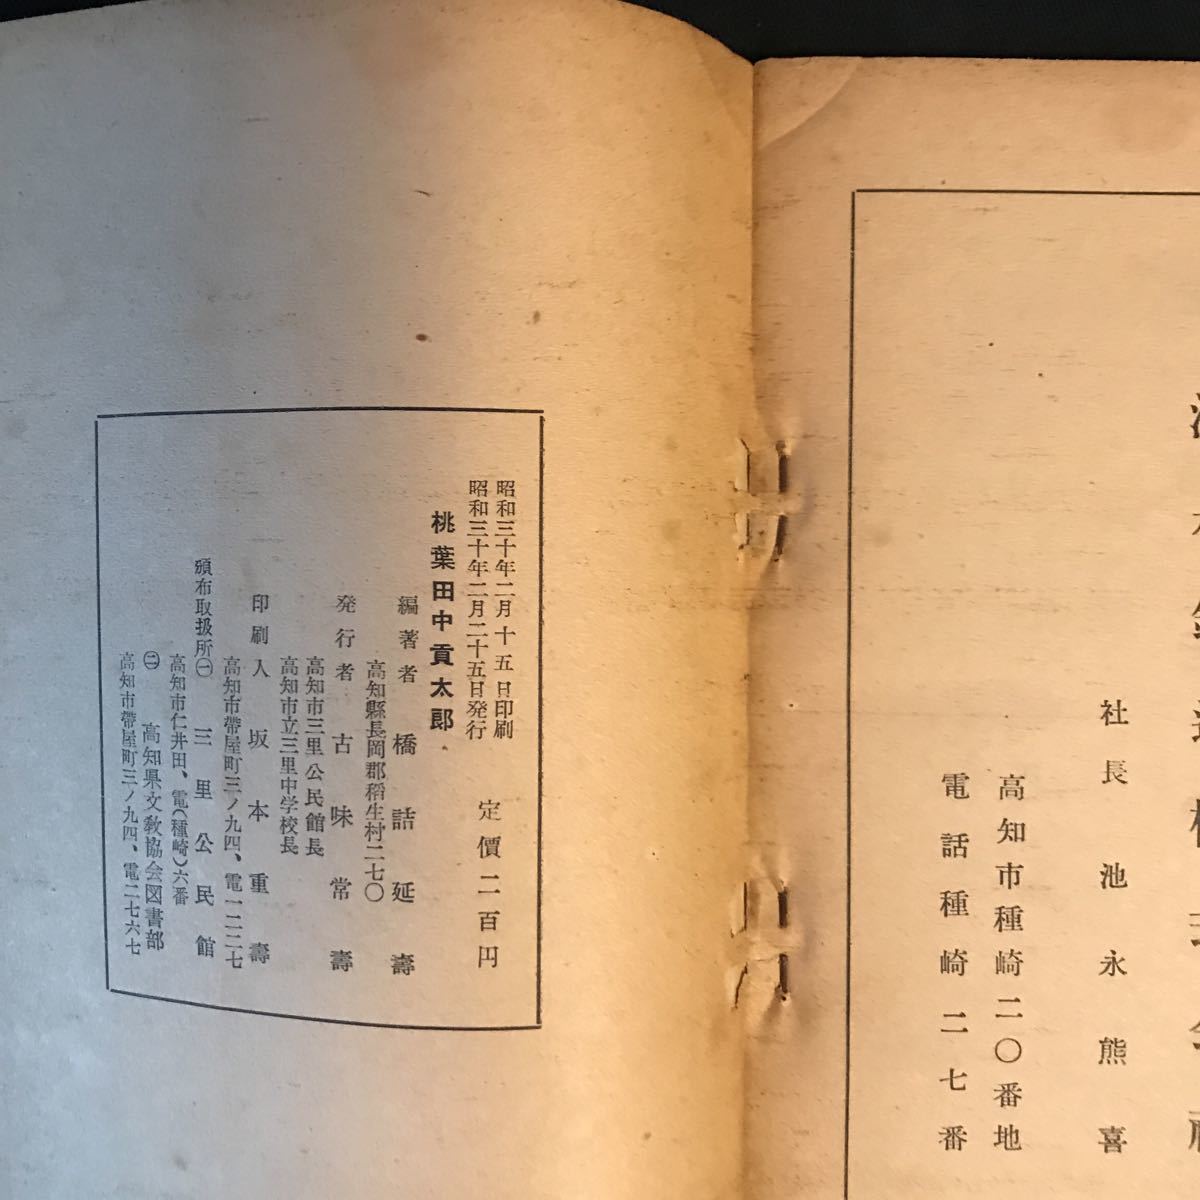 社長 池永熊喜
高知市種崎二〇番地
電話種崎二七番
昭和三十年二月十五日印刷
昭和三十年二月二十五日発行
定價二百円
桃葉田中貢太郎
編著者 橋詰延壽
高知縣長岡郡稻生村二七〇
発行者 古味常壽
高知市三里公民館長
高知市立三里中学校長
印刷人 坂本重壽
高知市帶屋町三ノ九四、電一二二七
頒布取扱所㈠ 三里公民館
高知市仁井田、電(種崎)六番
㈡ 高知県文敎協会図書部
高知市帶屋町三ノ九四、電二七六七